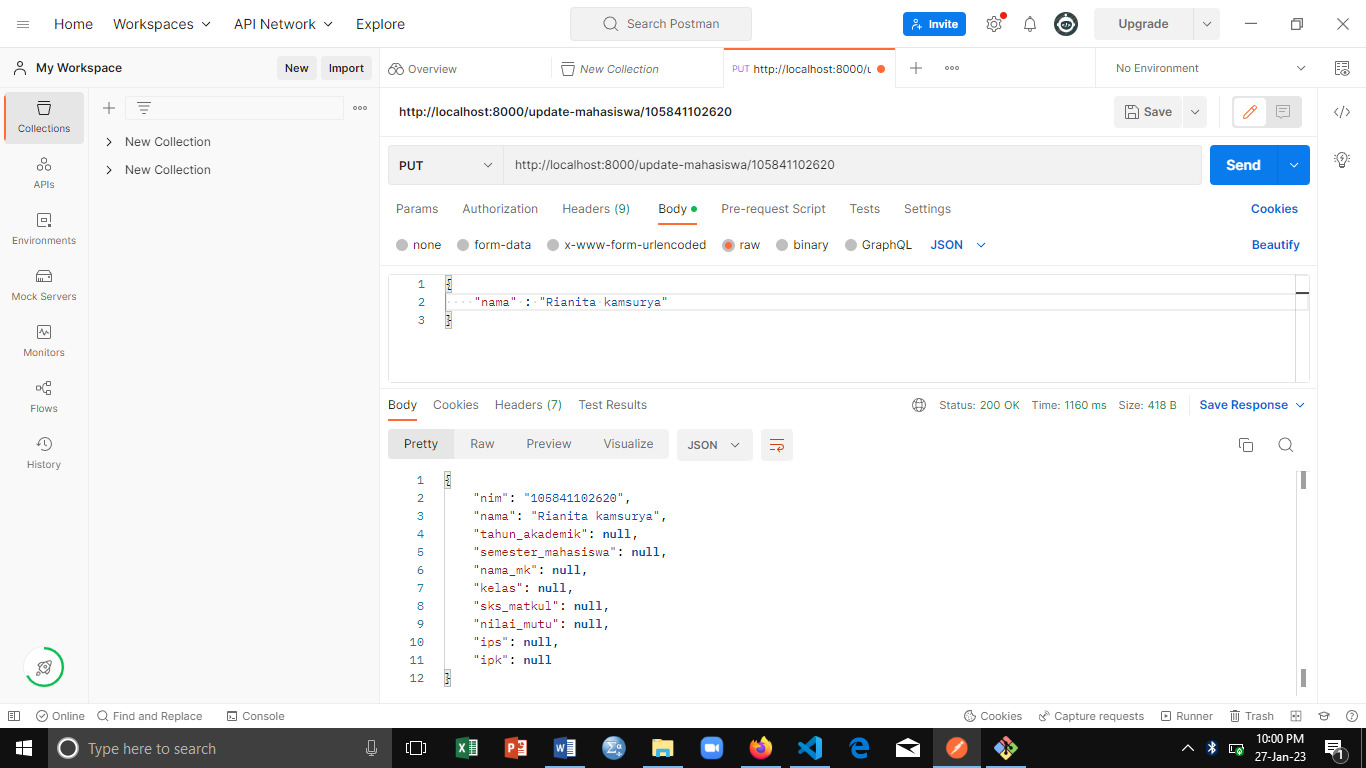 Home Workspaces API Network Explore Search Postman Invite Upgrade
My Workspace New Import Overview New Collection PUT http://localhost:8000/u No Environment
Collections
APIs
Environments
Mock Servers
Monitors
Flows
History
New Collection
New Collection
http://localhost:8000/update-mahasiswa/105841102620 Save
PUT http://localhost:8000/update-mahasiswa/105841102620 Send
Params Authorization Headers (9) Body Pre-request Script Tests Settings Cookies
none form-data x-www-form-urlencoded raw binary GraphQL JSON Beautify
1 {
2 "nama" : "Rianita kamsurya"
3 }
Body Cookies Headers (7) Test Results Status: 200 OK Time: 1160 ms Size: 418 B Save Response
Pretty Raw Preview Visualize JSON
1 {
2 "nim": "105841102620",
3 "nama": "Rianita kamsurya",
4 "tahun_akademik": null,
5 "semester_mahasiswa": null,
6 "nama_mk": null,
7 "kelas": null,
8 "sks_matkul": null,
9 "nilai_mutu": null,
10 "ips": null,
11 "ipk": null
12 }
Online Find and Replace Console Cookies Capture requests Runner Trash
Type here to search 10:00 PM
27-Jan-23 1